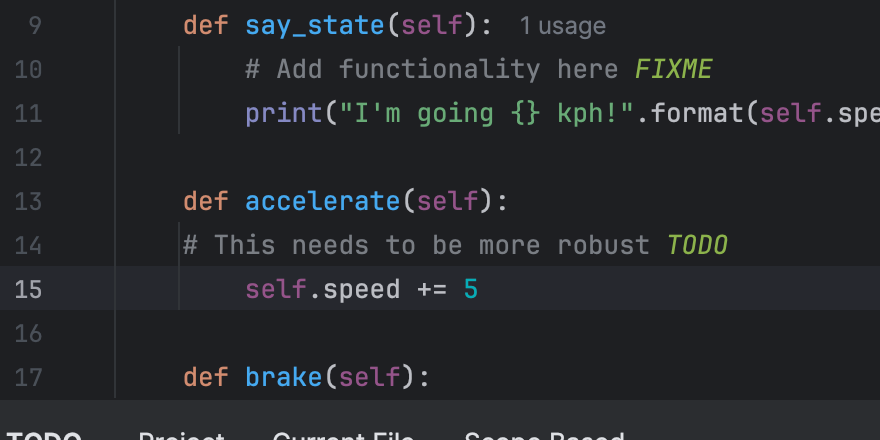 9 def say_state(self): 1 usage
10 # Add functionality here FIXME
11 print("I'm going {} kph!".format(self.spe
12
13 def accelerate(self):
14 # This needs to be more robust TODO
15 self.speed += 5
16
17 def brake(self):
TODO Project Current File Scope Based